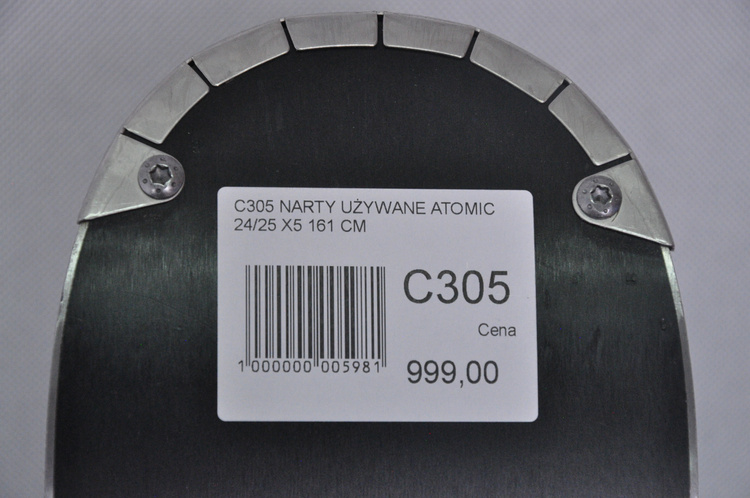 C305 NARTY UŻYWANE ATOMIC
24/25 X5 161 CM
C305
Cena
1 000000 005981
999,00